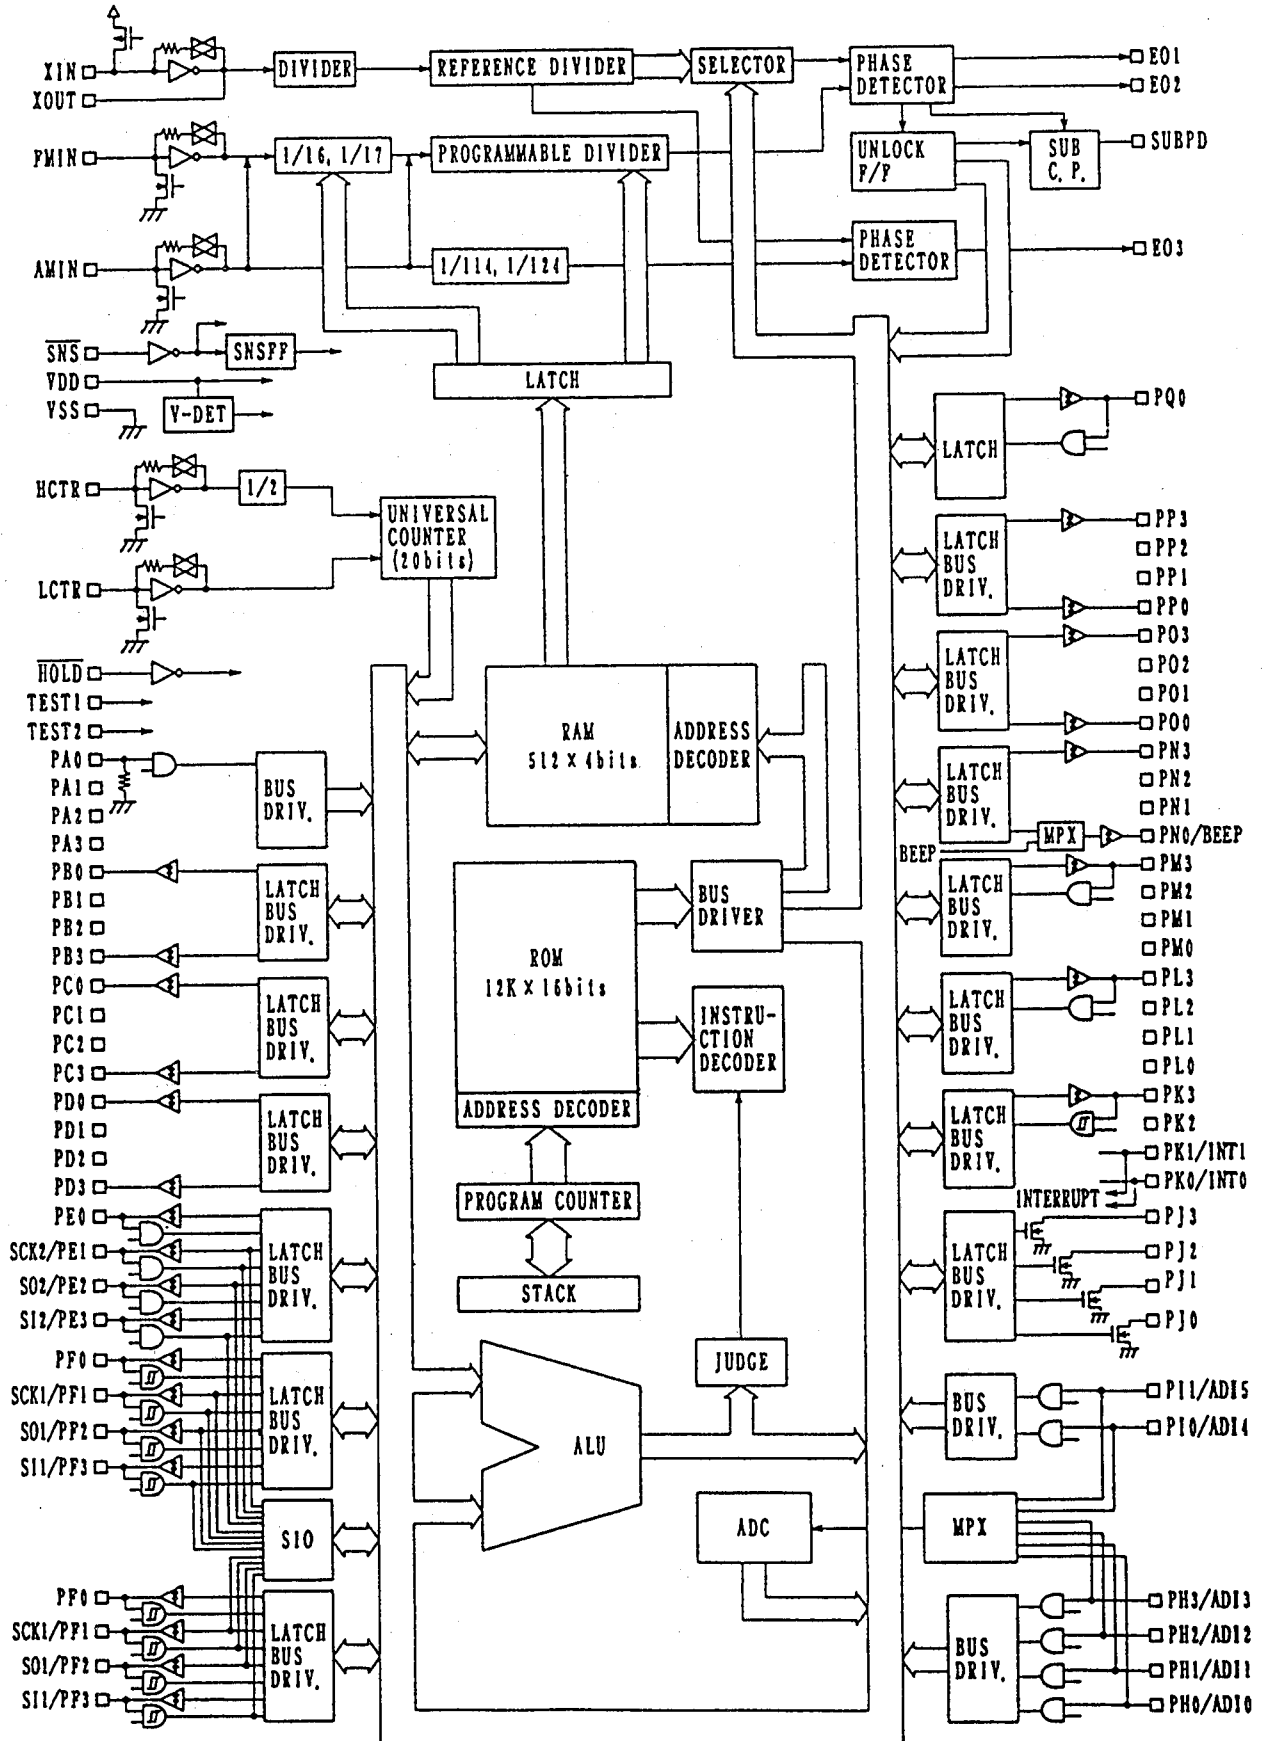 XIN
XOUT
DIVIDER
REFERENCE DIVIDER
SELECTOR
PHASE
DETECTOR
EO1
EO2
FMIN
1/16, 1/17
PROGRAMMABLE DIVIDER
UNLOCK
F/F
SUB
C. P.
SUBPD
AMIN
1/114, 1/124
PHASE
DETECTOR
EO3
SNS
SNSFF
VDD
VSS
V-DET
LATCH
HCTR
1/2
UNIVERSAL
COUNTER
(20bits)
LCTR
HOLD
TEST1
TEST2
PA0
PA1
PA2
PA3
BUS
DRIV.
PB0
PB1
PB2
PB3
LATCH
BUS
DRIV.
PC0
PC1
PC2
PC3
LATCH
BUS
DRIV.
PD0
PD1
PD2
PD3
LATCH
BUS
DRIV.
PE0
SCK2/PE1
SO2/PE2
SI2/PE3
LATCH
BUS
DRIV.
PF0
SCK1/PF1
SO1/PF2
SI1/PF3
LATCH
BUS
DRIV.
SIO
PF0
SCK1/PF1
SO1/PF2
SI1/PF3
LATCH
BUS
DRIV.
RAM
512 × 4bits
ADDRESS
DECODER
ROM
12K × 16bits
ADDRESS DECODER
BUS
DRIVER
INSTRU-
CTION
DECODER
PROGRAM COUNTER
STACK
JUDGE
ALU
ADC
LATCH
PQ0
LATCH
BUS
DRIV.
PP3
PP2
PP1
PP0
LATCH
BUS
DRIV.
PO3
PO2
PO1
PO0
LATCH
BUS
DRIV.
PN3
PN2
PN1
BEEP
MPX
PN0/BEEP
LATCH
BUS
DRIV.
PM3
PM2
PM1
PM0
LATCH
BUS
DRIV.
PL3
PL2
PL1
PL0
LATCH
BUS
DRIV.
PK3
PK2
PK1/INT1
PK0/INT0
INTERRUPT
LATCH
BUS
DRIV.
PJ3
PJ2
PJ1
PJ0
BUS
DRIV.
PI1/ADI5
PI0/ADI4
MPX
BUS
DRIV.
PH3/ADI3
PH2/ADI2
PH1/ADI1
PH0/ADI0